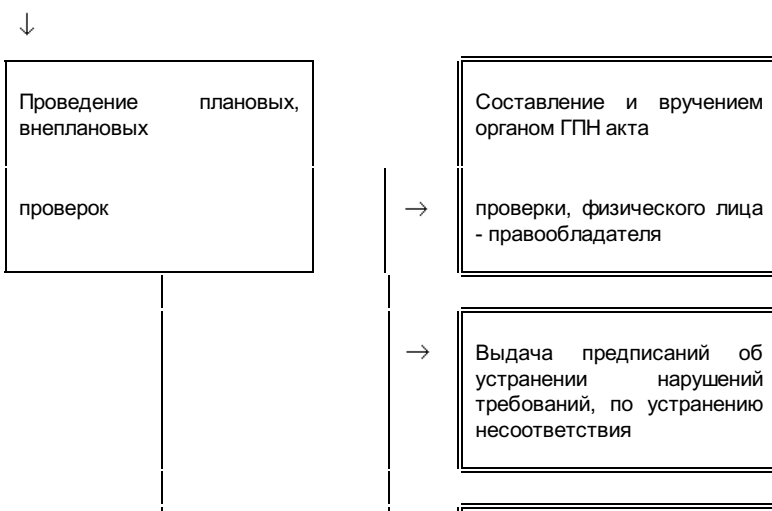 ↓
Проведение плановых,
внеплановых
проверок
→
Составление и вручением
органом ГПН акта
проверки, физического лица
- правообладателя
→
Выдача предписаний об
устранении нарушений
требований, по устранению
несоответствия